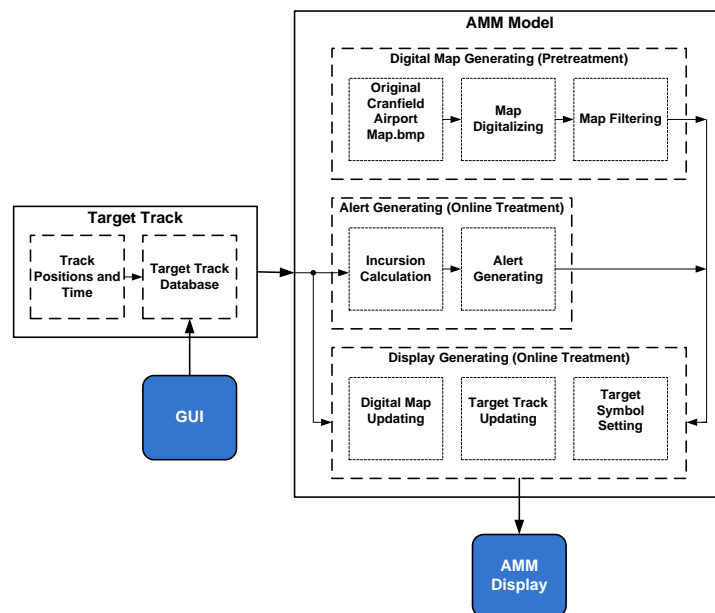 AMM Model
Digital Map Generating (Pretreatment)
Original
Cranfield
Airport
Map.bmp
Map
Digitalizing
Map Filtering
Target Track
Track
Positions and
Time
Target Track
Database
Alert Generating (Online Treatment)
Incursion
Calculation
Alert
Generating
Display Generating (Online Treatment)
Digital Map
Updating
Target Track
Updating
Target
Symbol
Setting
GUI
AMM
Display